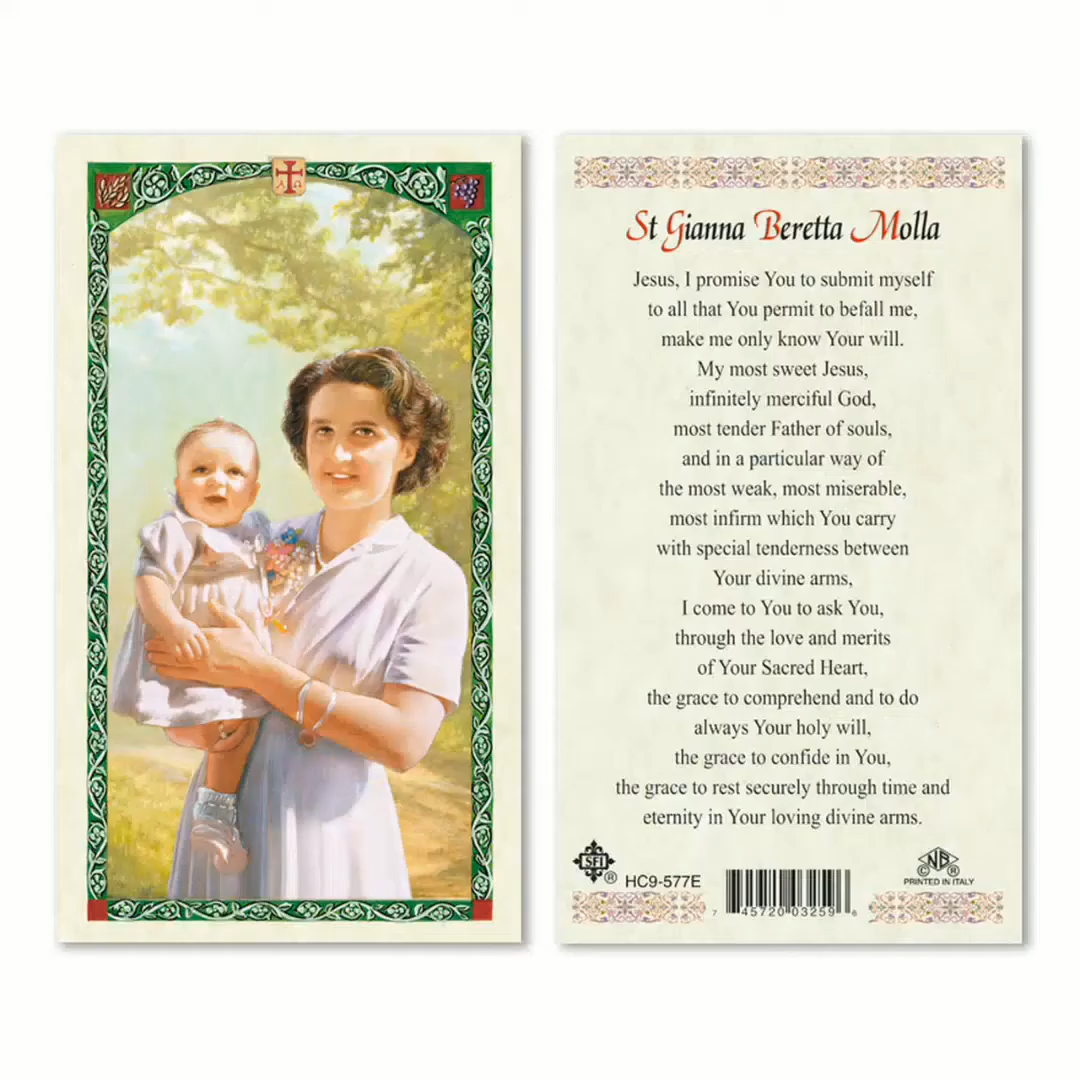 St Gianna Beretta Molla
Jesus, I promise You to submit myself
to all that You permit to befall me,
make me only know Your will.
My most sweet Jesus,
infinitely merciful God,
most tender Father of souls,
and in a particular way of
the most weak, most miserable,
most infirm which You carry
with special tenderness between
Your divine arms,
I come to You to ask You,
through the love and merits
of Your Sacred Heart,
the grace to comprehend and to do
always Your holy will,
the grace to confide in You,
the grace to rest securely through time and
eternity in Your loving divine arms.
SFI ®
HC9-577E
7 45720 03259 6
NB
© ®
PRINTED IN ITALY